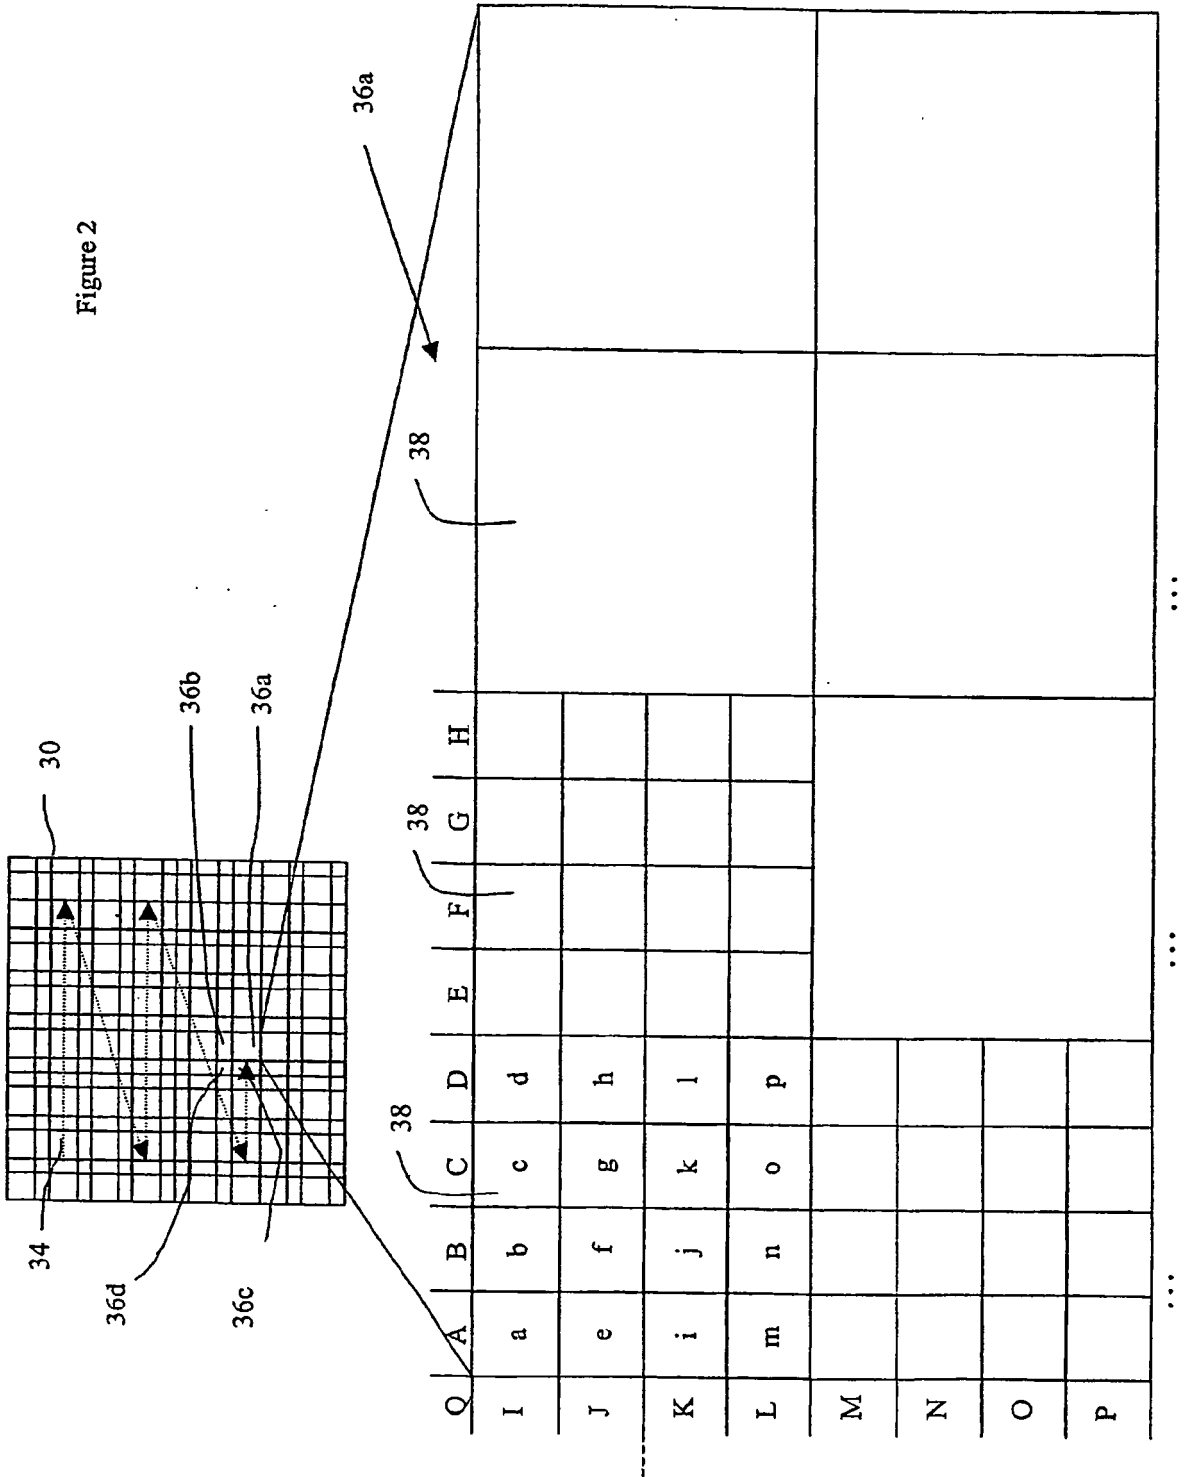 Figure 2
30
34
36b
36a
36d
36c
36a
38
38
38
Q A B C D E F G H
I a b c d
J e f g h
K i j k l
L m n o p
M
N
O
P
... ... ...